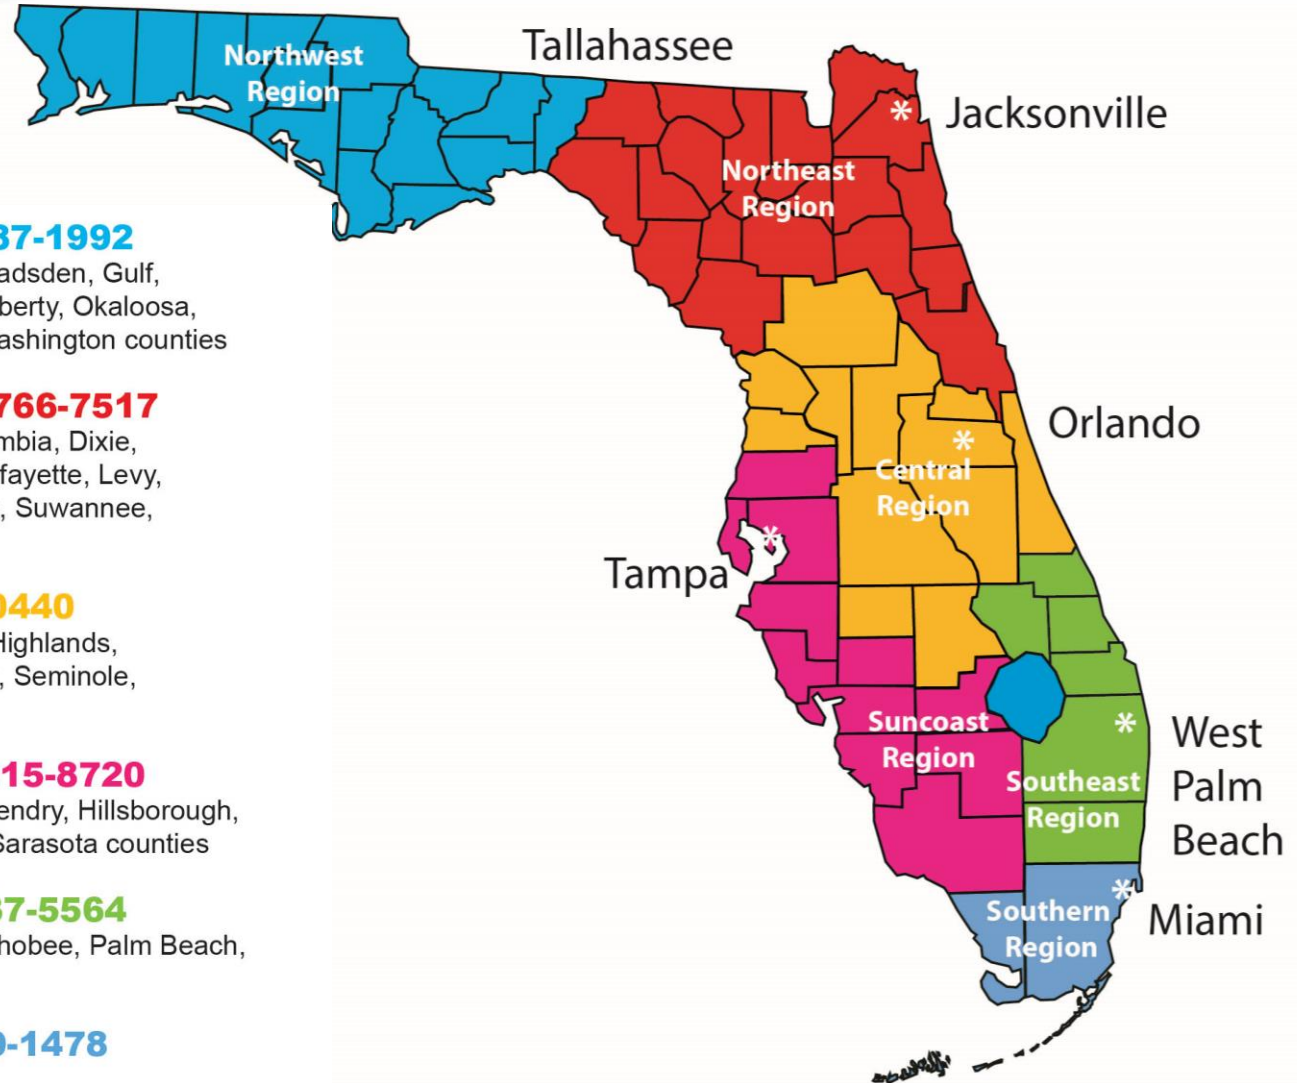 37-1992
adsden, Gulf,
berty, Okaloosa,
ashington counties
766-7517
mbia, Dixie,
fayette, Levy,
, Suwannee,
0440
Highlands,
, Seminole,
15-8720
endry, Hillsborough,
Sarasota counties
37-5564
hobee, Palm Beach,
0-1478
Tallahassee
Northwest
Region
*
Jacksonville
Northeast
Region
Orlando
*
Central
Region
*
Tampa
Suncoast
Region
*
West
Palm
Beach
Southeast
Region
*
Miami
Southern
Region